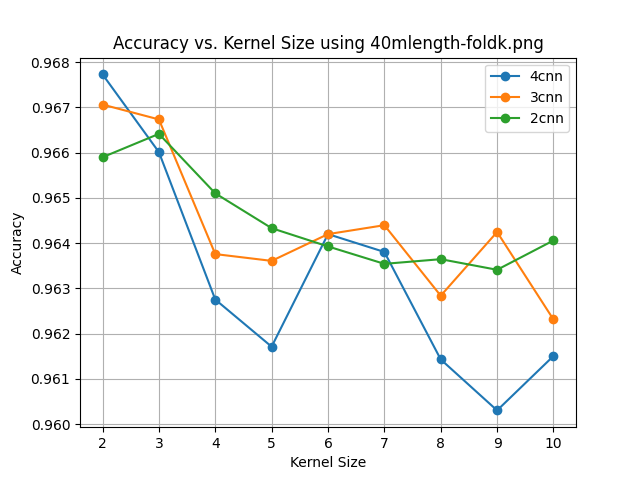 Accuracy vs. Kernel Size using 40mlength-foldk.png
0.968
0.967
0.966
0.965
0.964
0.963
0.962
0.961
0.960
Accuracy
4cnn
3cnn
2cnn
2 3 4 5 6 7 8 9 10
Kernel Size